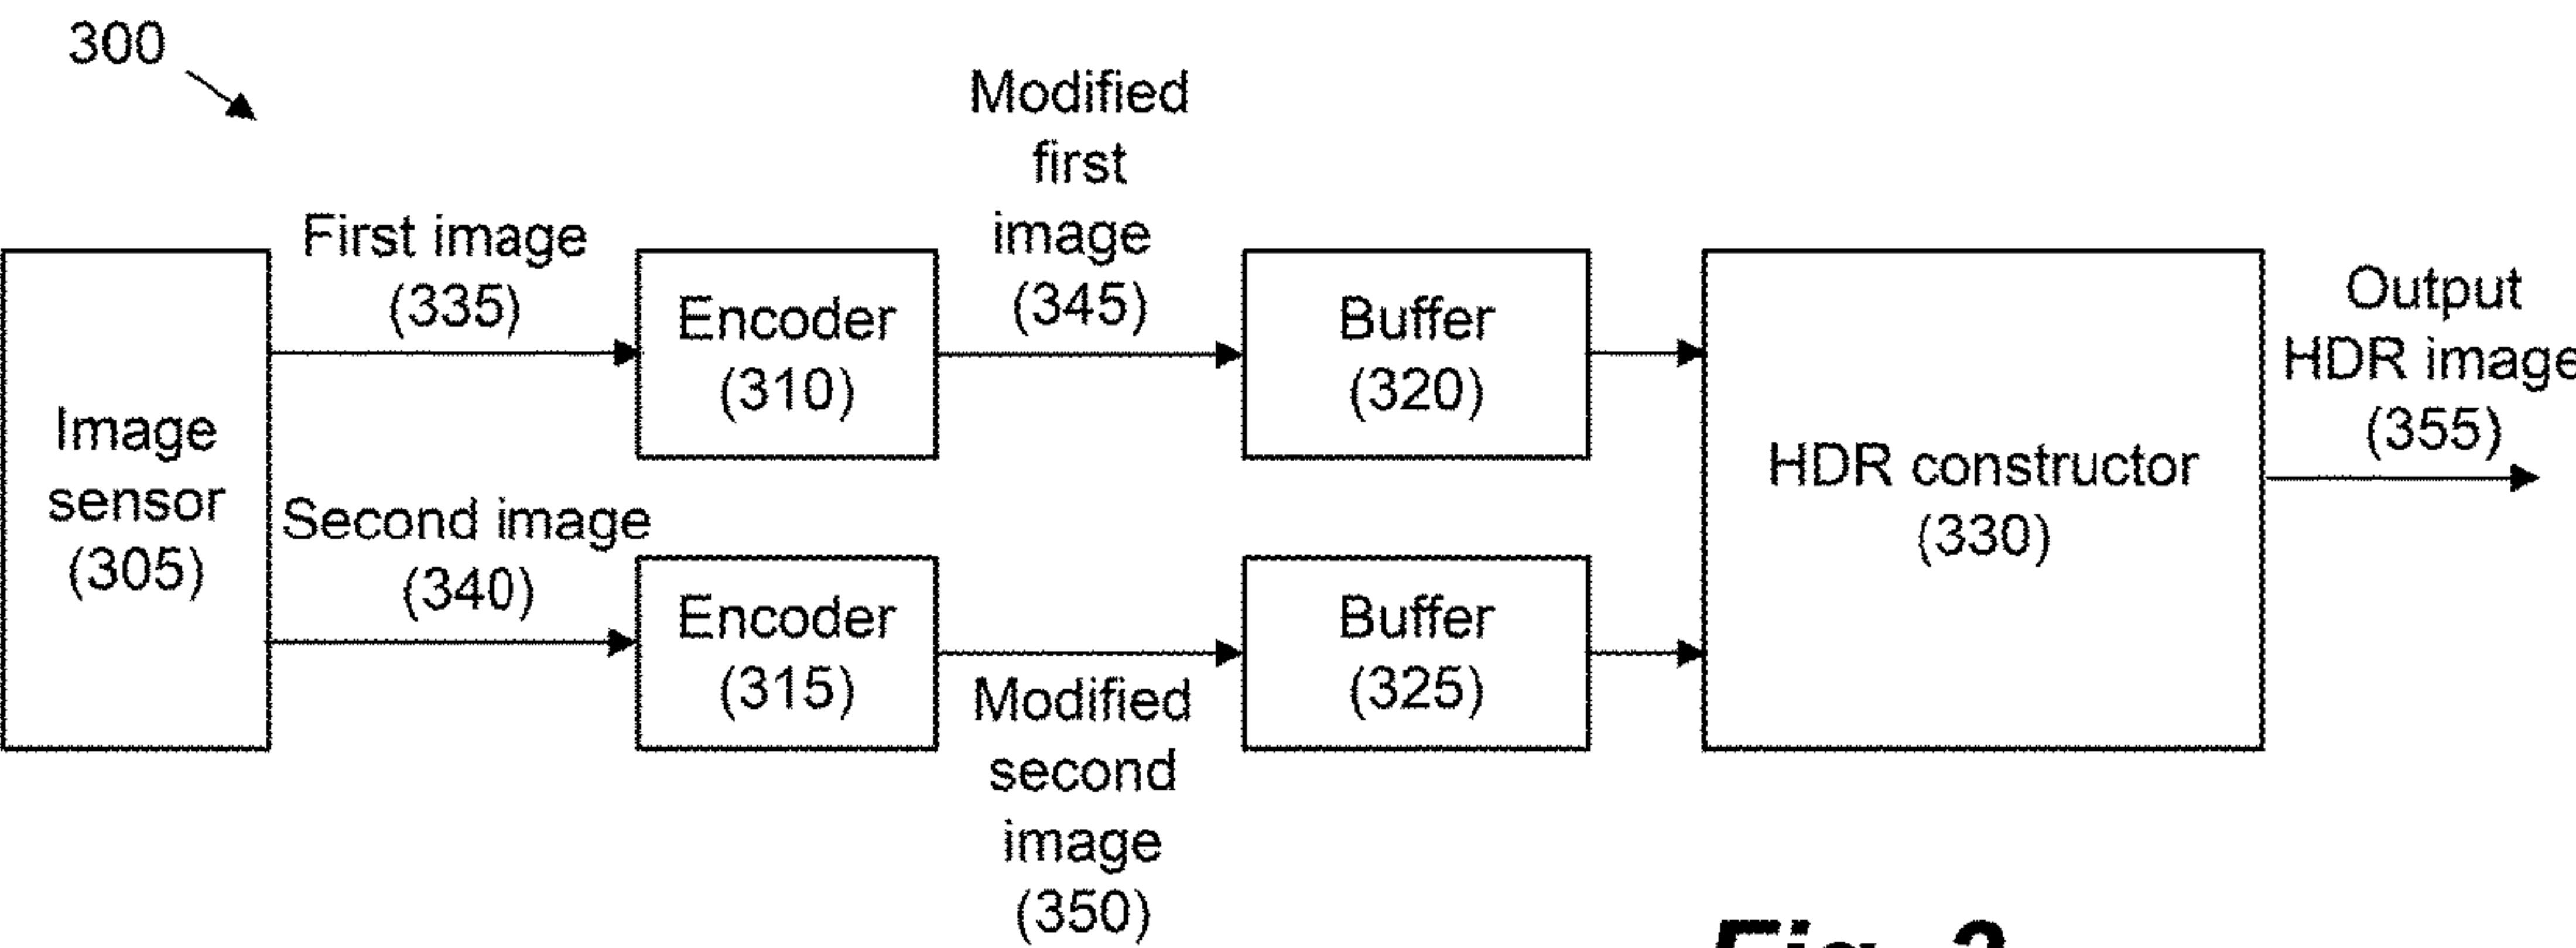 300
Modified
first
image
(345)
First image
(335)
Image
sensor
(305)
Encoder
(310)
Buffer
(320)
HDR constructor
(330)
Output
HDR image
(355)
Second image
(340)
Encoder
(315)
Buffer
(325)
Modified
second
image
(350)
Fig.